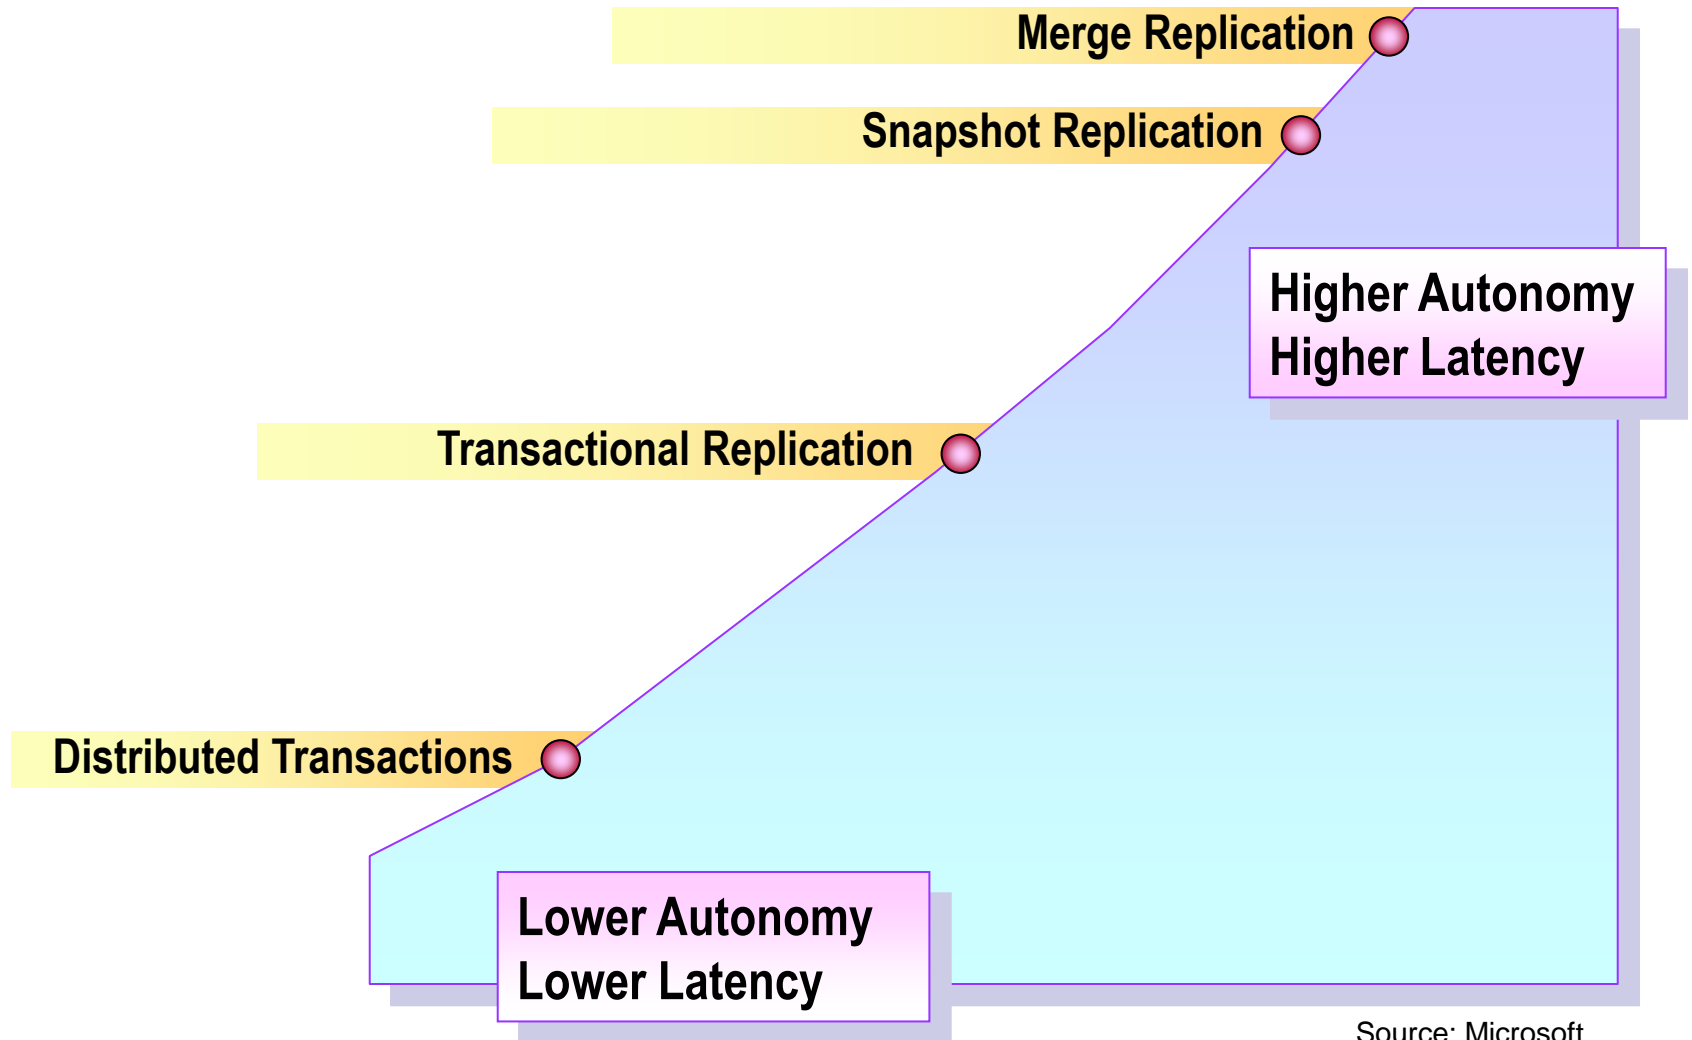 Merge Replication
Snapshot Replication
Higher Autonomy
Higher Latency
Transactional Replication
Distributed Transactions
Lower Autonomy
Lower Latency
Source: Microsoft